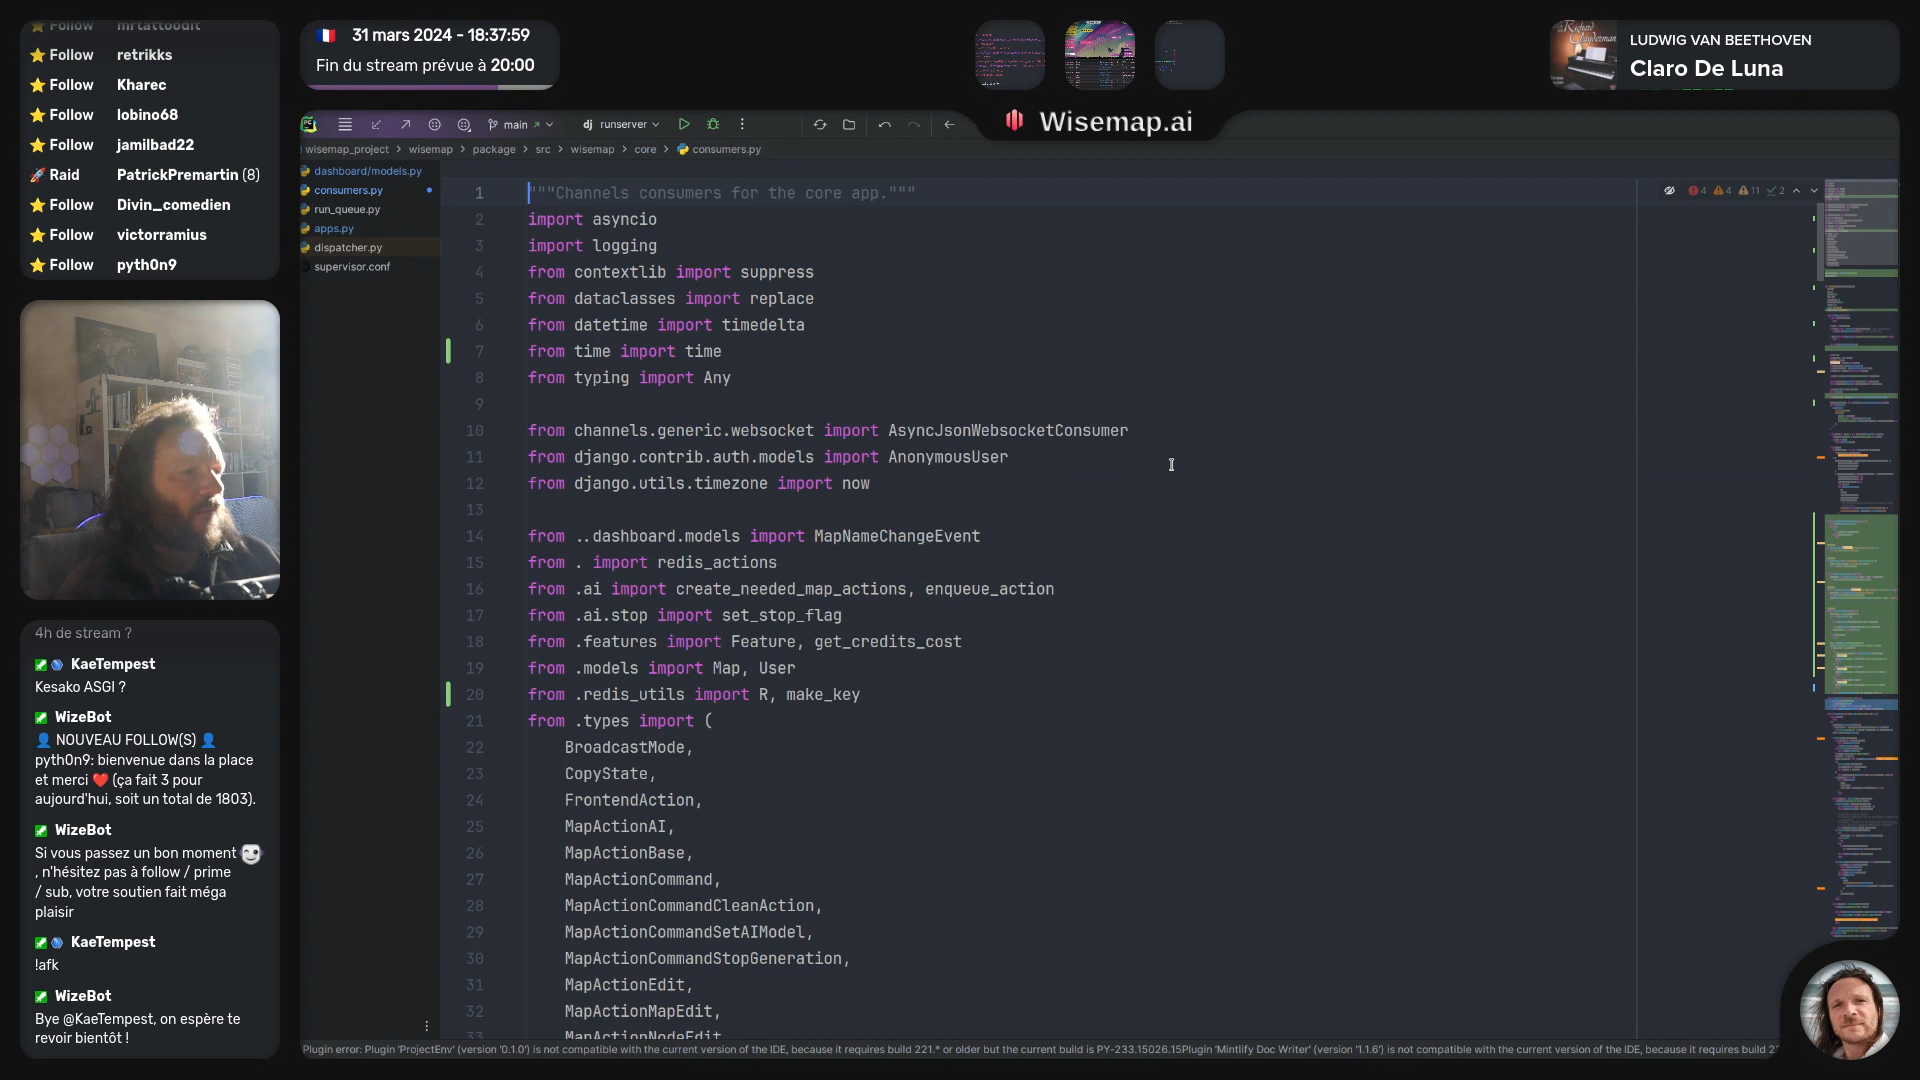 Follow mrtattoodit
Follow retrikks
Follow Kharec
Follow lobino68
Follow jamilbad22
Raid PatrickPremartin (8)
Follow Divin_comedien
Follow victorramius
Follow pyth0n9
31 mars 2024 - 18:37:59
Fin du stream prévue à 20:00
LUDWIG VAN BEETHOVEN
Claro De Luna
Richard
Clayderman
Wisemap.ai
main
dj runserver
wisemap_project > wisemap > package > src > wisemap > core > consumers.py
dashboard/models.py
consumers.py
run_queue.py
apps.py
dispatcher.py
supervisor.conf
4 4 11 2
1 """Channels consumers for the core app."""
2 import asyncio
3 import logging
4 from contextlib import suppress
5 from dataclasses import replace
6 from datetime import timedelta
7 from time import time
8 from typing import Any
9
10 from channels.generic.websocket import AsyncJsonWebsocketConsumer
11 from django.contrib.auth.models import AnonymousUser
12 from django.utils.timezone import now
13
14 from ..dashboard.models import MapNameChangeEvent
15 from . import redis_actions
16 from .ai import create_needed_map_actions, enqueue_action
17 from .ai.stop import set_stop_flag
18 from .features import Feature, get_credits_cost
19 from .models import Map, User
20 from .redis_utils import R, make_key
21 from .types import (
22 BroadcastMode,
23 CopyState,
24 FrontendAction,
25 MapActionAI,
26 MapActionBase,
27 MapActionCommand,
28 MapActionCommandCleanAction,
29 MapActionCommandSetAIModel,
30 MapActionCommandStopGeneration,
31 MapActionEdit,
32 MapActionMapEdit,
33 MapActionNodeEdit
4h de stream ?
KaeTempest
Kesako ASGI ?
WizeBot
NOUVEAU FOLLOW(S)
pyth0n9: bienvenue dans la place
et merci ❤️ (ça fait 3 pour
aujourd'hui, soit un total de 1803).
WizeBot
Si vous passez un bon moment
, n'hésitez pas à follow / prime
/ sub, votre soutien fait méga
plaisir
KaeTempest
!afk
WizeBot
Bye @KaeTempest, on espère te
revoir bientôt !
Plugin error: Plugin 'ProjectEnv' (version '0.1.0') is not compatible with the current version of the IDE, because it requires build 221.* or older but the current build is PY-233.15026.15Plugin 'Mintlify Doc Writer' (version '1.1.6') is not compatible with the current version of the IDE, because it requires build